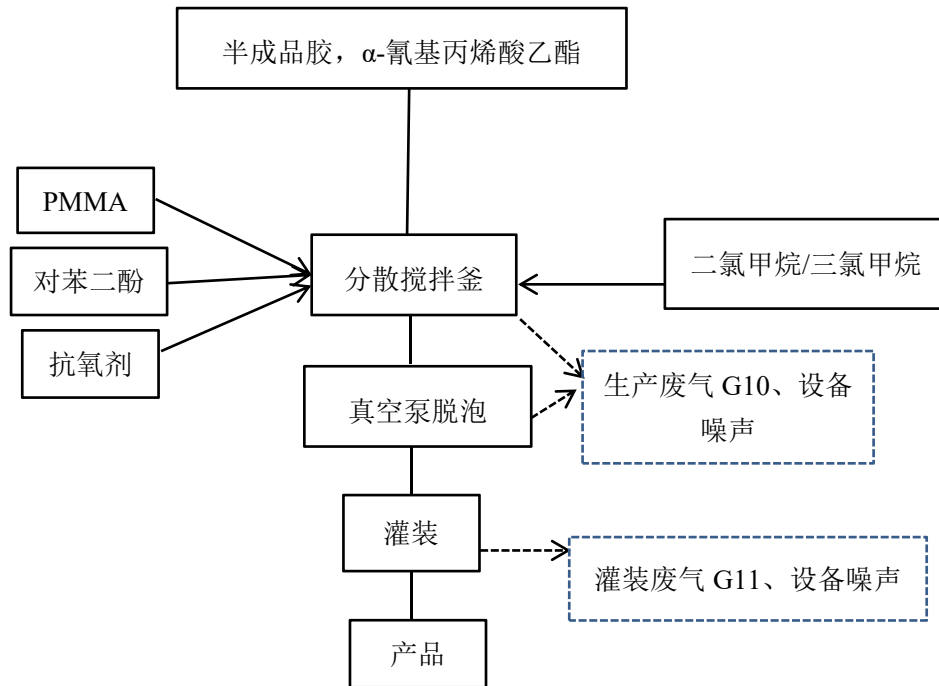 半成品胶，α-氰基丙烯酸乙酯
PMMA
对苯二酚
抗氧剂
分散搅拌釜
二氯甲烷/三氯甲烷
真空泵脱泡
生产废气 G10、设备
噪声
灌装
灌装废气 G11、设备噪声
产品